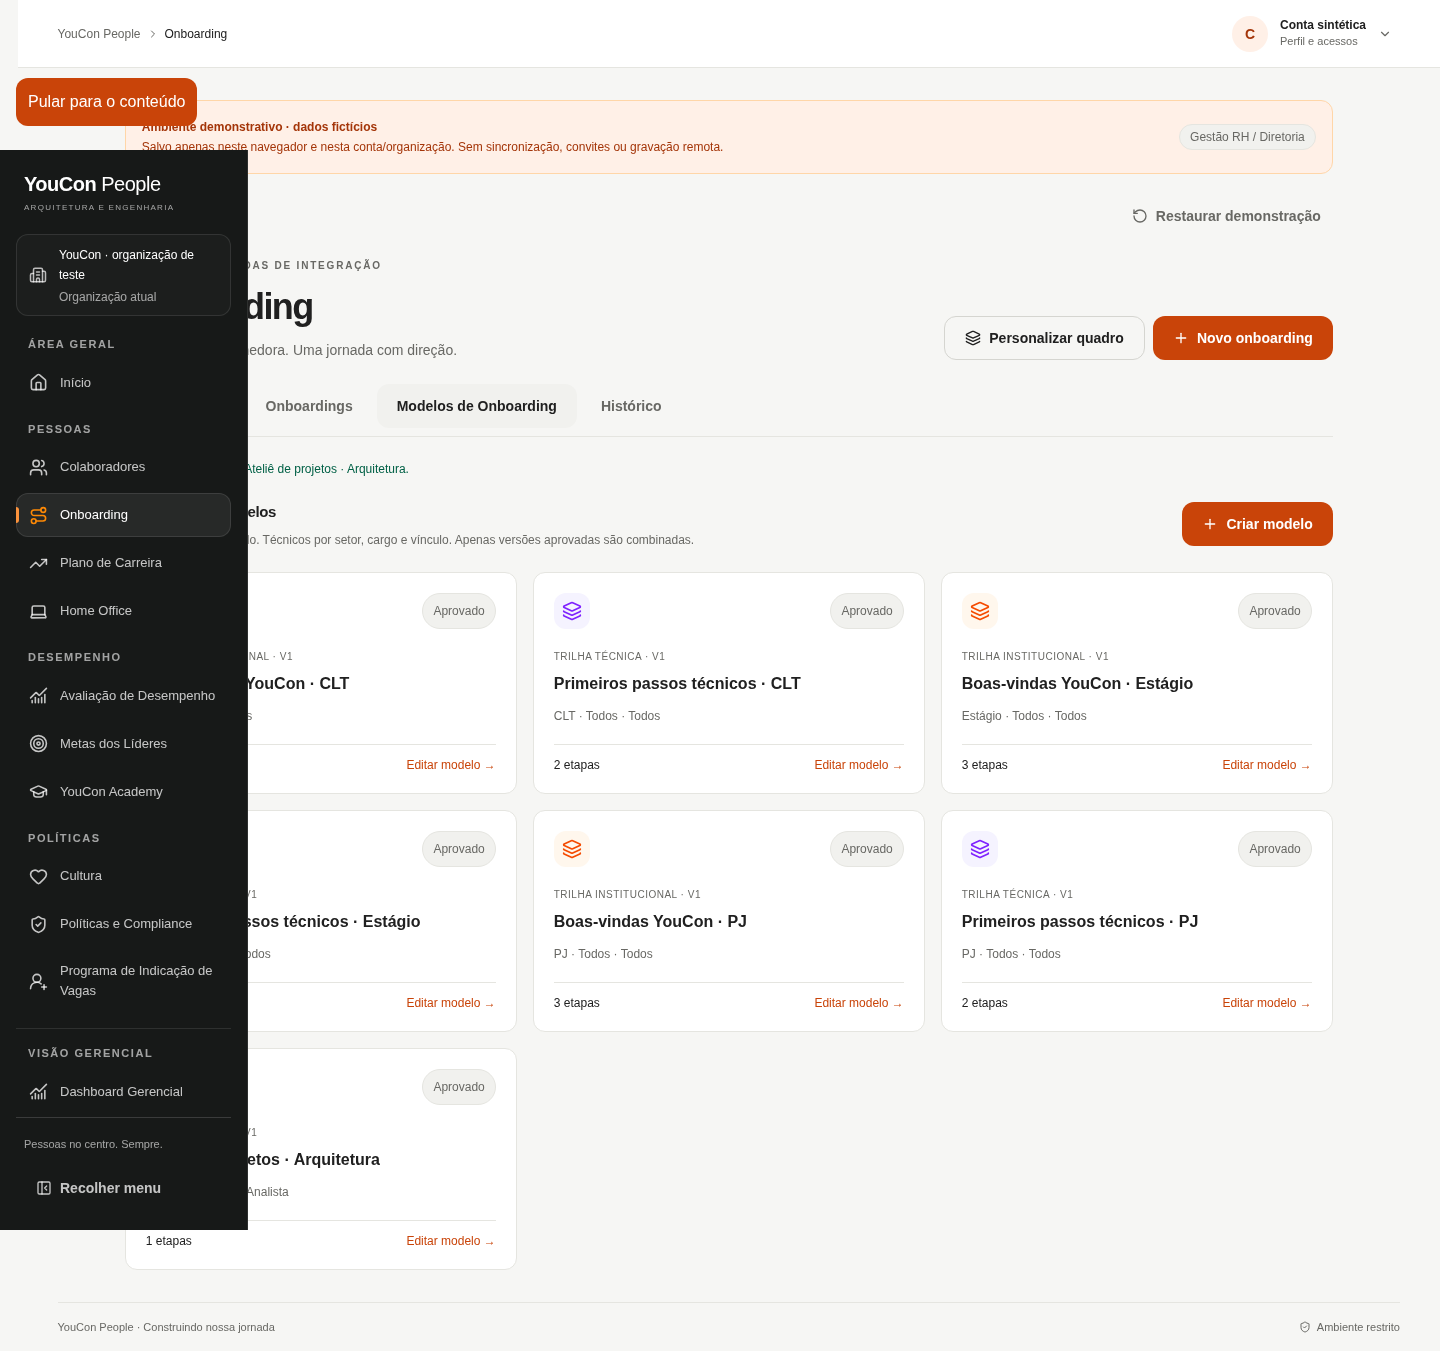 YouCon People
Onboarding
C
Conta sintética
Perfil e acessos
Pular para o conteúdo
Ambiente demonstrativo · dados fictícios
Salvo apenas neste navegador e nesta conta/organização. Sem sincronização, convites ou gravação remota.
Gestão RH / Diretoria
Restaurar demonstração
YouCon People
ARQUITETURA E ENGENHARIA
YouCon · organização de
teste
Organização atual
ÁREA GERAL
Início
PESSOAS
Colaboradores
Onboarding
Plano de Carreira
Home Office
DESEMPENHO
Avaliação de Desempenho
Metas dos Líderes
YouCon Academy
POLÍTICAS
Cultura
Políticas e Compliance
Programa de Indicação de
Vagas
VISÃO GERENCIAL
Dashboard Gerencial
Pessoas no centro. Sempre.
Recolher menu
DE INTEGRAÇÃO
ding
Uma jornada com direção.
Personalizar quadro
Novo onboarding
Onboardings
Modelos de Onboarding
Histórico
Ateliê de projetos · Arquitetura.
elos
Técnicos por setor, cargo e vínculo. Apenas versões aprovadas são combinadas.
Criar modelo
Aprovado
NAL · V1
YouCon · CLT
Editar modelo →
Aprovado
TRILHA TÉCNICA · V1
Primeiros passos técnicos · CLT
CLT · Todos · Todos
2 etapas
Editar modelo →
Aprovado
TRILHA INSTITUCIONAL · V1
Boas-vindas YouCon · Estágio
Estágio · Todos · Todos
3 etapas
Editar modelo →
Aprovado
V1
ssos técnicos · Estágio
odos
Editar modelo →
Aprovado
TRILHA INSTITUCIONAL · V1
Boas-vindas YouCon · PJ
PJ · Todos · Todos
3 etapas
Editar modelo →
Aprovado
TRILHA TÉCNICA · V1
Primeiros passos técnicos · PJ
PJ · Todos · Todos
2 etapas
Editar modelo →
Aprovado
V1
etos · Arquitetura
Analista
1 etapas
Editar modelo →
YouCon People · Construindo nossa jornada
Ambiente restrito